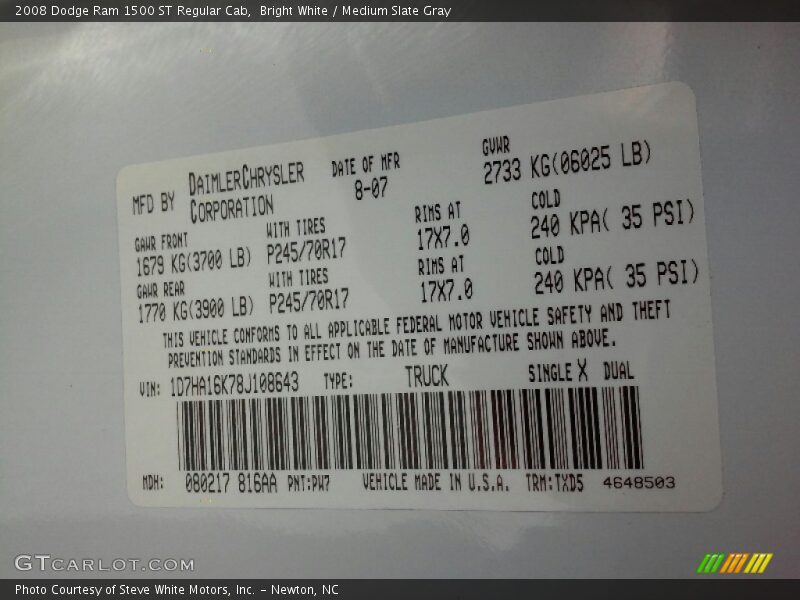 2008 Dodge Ram 1500 ST Regular Cab, Bright White / Medium Slate Gray
MFD BY DAIMLERCHRYSLER CORPORATION
DATE OF MFR
8-07
GVWR
2733 KG(06025 LB)
GAWR FRONT
1679 KG(3700 LB)
WITH TIRES
P245/70R17
RIMS AT
17X7.0
COLD
240 KPA( 35 PSI)
GAWR REAR
1770 KG(3900 LB)
WITH TIRES
P245/70R17
RIMS AT
17X7.0
COLD
240 KPA( 35 PSI)
THIS VEHICLE CONFORMS TO ALL APPLICABLE FEDERAL MOTOR VEHICLE SAFETY AND THEFT
PREVENTION STANDARDS IN EFFECT ON THE DATE OF MANUFACTURE SHOWN ABOVE.
VIN: 1D7HA16K78J108643 TYPE: TRUCK SINGLE X DUAL
MDH: 080217 816AA PNT:PW7 VEHICLE MADE IN U.S.A. TRM:TXD5 4648503
GTCARLOT.COM
Photo Courtesy of Steve White Motors, Inc. – Newton, NC